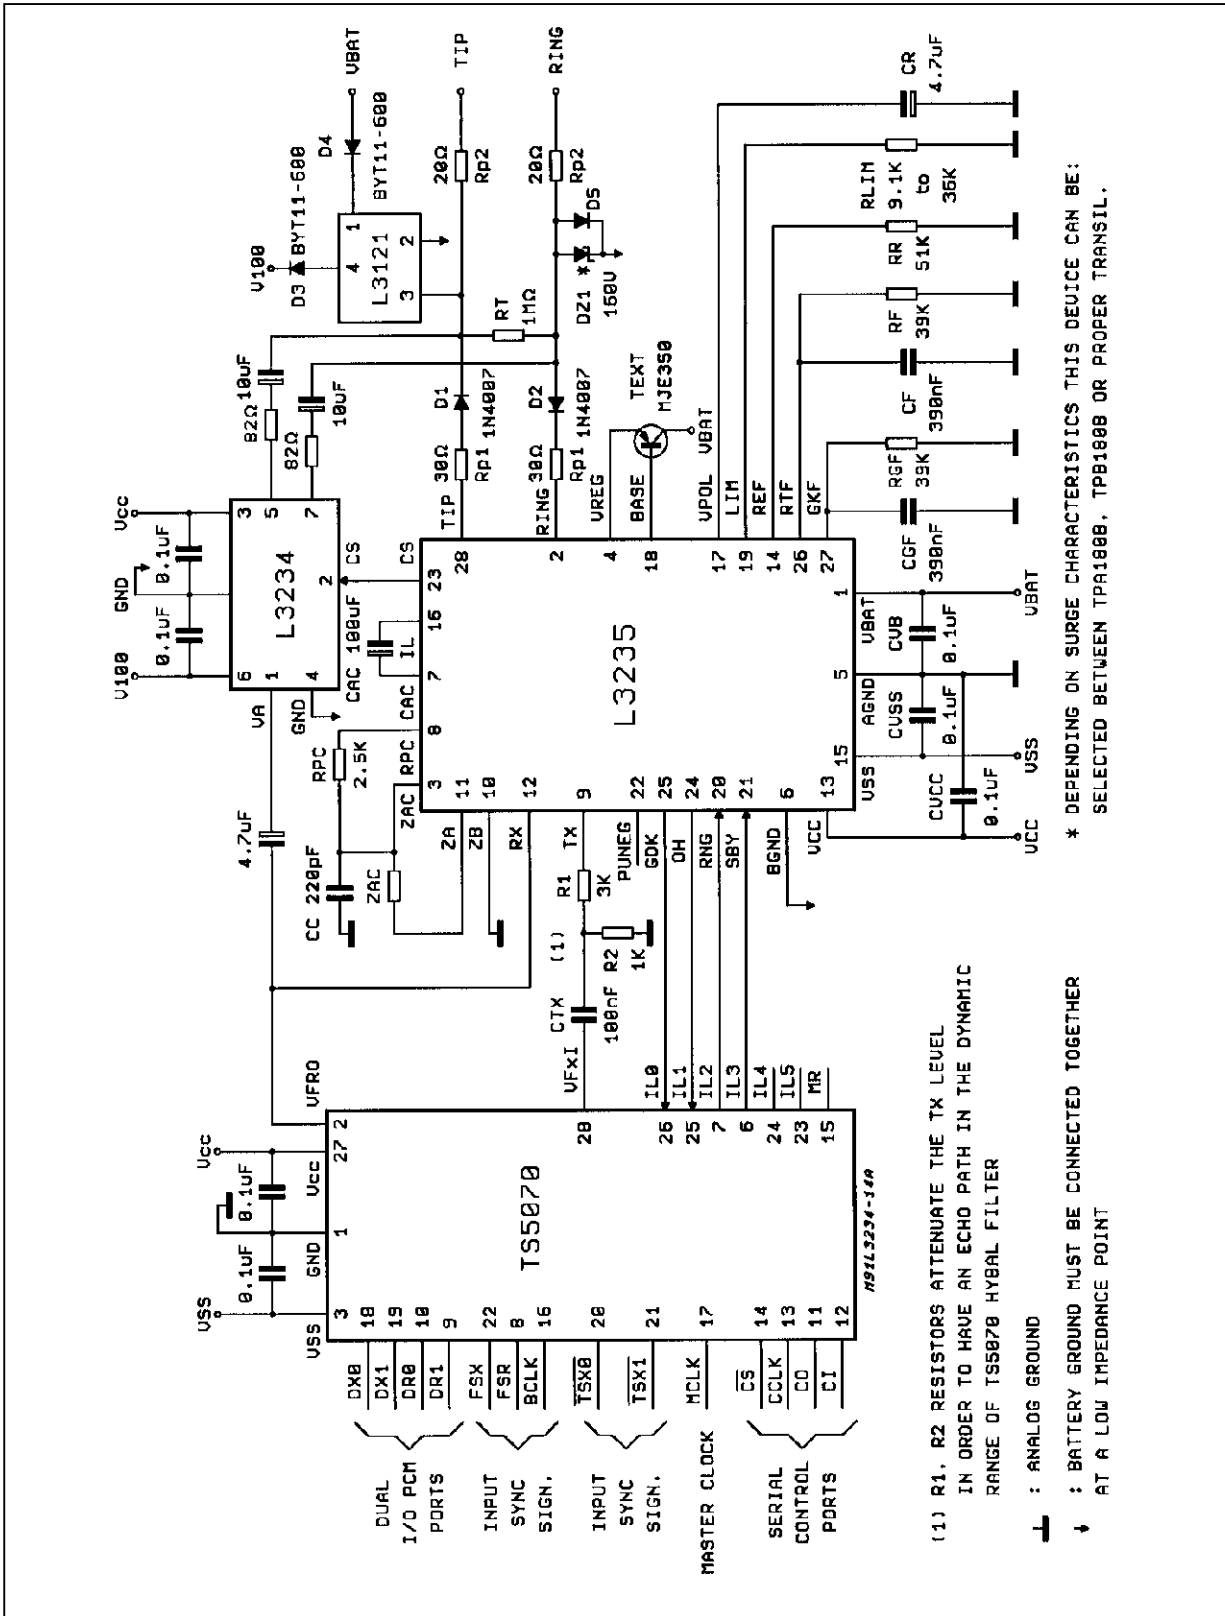 VSS
Vcc
0.1uF
0.1uF
VSS
GND
Vcc
VFRO
3
1
27
2
TS5070
DX0
18
DX1
19
DR0
10
DR1
9
FSX
22
FSR
8
BCLK
16
TSX0
20
TSX1
21
MCLK
17
CS
14
CCLK
13
CO
11
CI
12
DUAL
I/O PCM
PORTS
INPUT
SYNC
SIGN.
INPUT
SYNC
SIGN.
MASTER CLOCK
SERIAL
CONTROL
PORTS
28
VFxI
26
IL0
25
IL1
7
IL2
6
IL3
24
IL4
23
IL5
15
MR
M91L3234-14A
CTX
100nF
(1)
R1
3K
R2
1K
4.7uF
VA
CC 220pF
RPC
2.5K
ZAC
ZAC
RPC
CAC
IL
CAC 100uF
CS
CS
3
8
7
16
23
ZA
11
ZB
10
RX
12
TX
9
PUNEG
22
GDK
25
OH
24
RNG
20
SBY
21
BGND
6
VCC
13
L3235
15
VSS
5
AGND
1
VBAT
CVCC
0.1uF
CVSS
0.1uF
CVB
0.1uF
VCC
VSS
VBAT
V100
GND
Vcc
0.1uF
0.1uF
6
3
1
5
4
7
2
GND
L3234
82Ω
10uF
82Ω
10uF
TIP
28
30Ω
Rp1
D1
1N4007
RING
2
30Ω
Rp1
D2
1N4007
RT
1MΩ
V100
D3
BYT11-600
4
1
3
2
L3121
D4
BYT11-600
VBAT
20Ω
Rp2
TIP
20Ω
Rp2
RING
DZ1 *
150V
D5
VREG
4
BASE
18
TEXT
MJE350
VBAT
VPOL
17
LIM
19
REF
14
RTF
26
GKF
27
CGF
390nF
RGF
39K
CF
390nF
RF
39K
RR
51K
RLIM
9.1K
to
36K
CR
4.7uF
(1) R1, R2 RESISTORS ATTENUATE THE TX LEVEL
IN ORDER TO HAVE AN ECHO PATH IN THE DYNAMIC
RANGE OF TS5070 HYBAL FILTER
: ANALOG GROUND
: BATTERY GROUND MUST BE CONNECTED TOGETHER
AT A LOW IMPEDANCE POINT
* DEPENDING ON SURGE CHARACTERISTICS THIS DEVICE CAN BE:
SELECTED BETWEEN TPA180B, TPB180B OR PROPER TRANSIL.